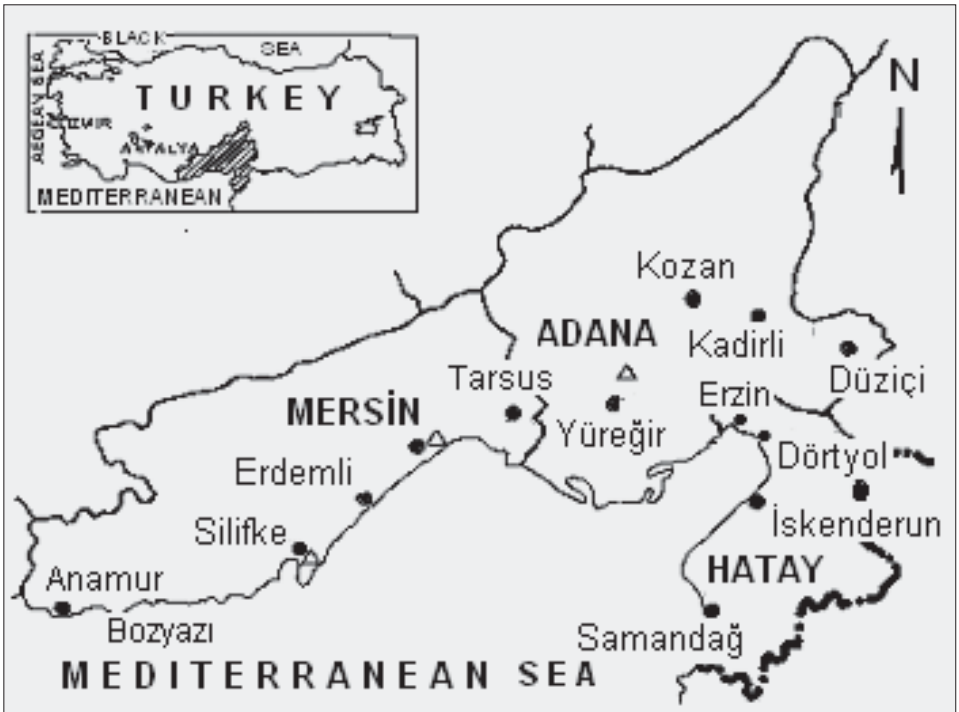 BLACK
SEA
AEGEAN SEA
TURKEY
IZMIR
ANTALYA
MEDITERRANEAN
N
Kozan
ADANA
Kadirli
Tarsus
Düziçi
Erzin
MERSİN
Yüreğir
Dörtyol
Erdemli
İskenderun
Silifke
HATAY
Anamur
Bozyazı
Samandağ
MEDITERRANEAN SEA